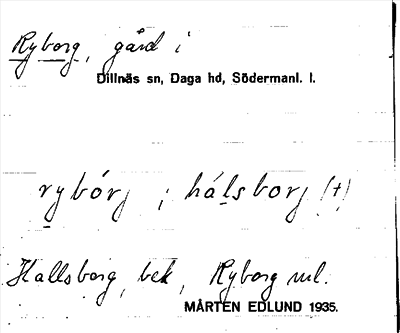 Ryborg, gård i
Dillnäs sn, Daga hd, Södermanl. l.
rybórj ; hálsborj (†)
Hallsborg, bek, Ryborg ml.
MÅRTEN EDLUND 1935.